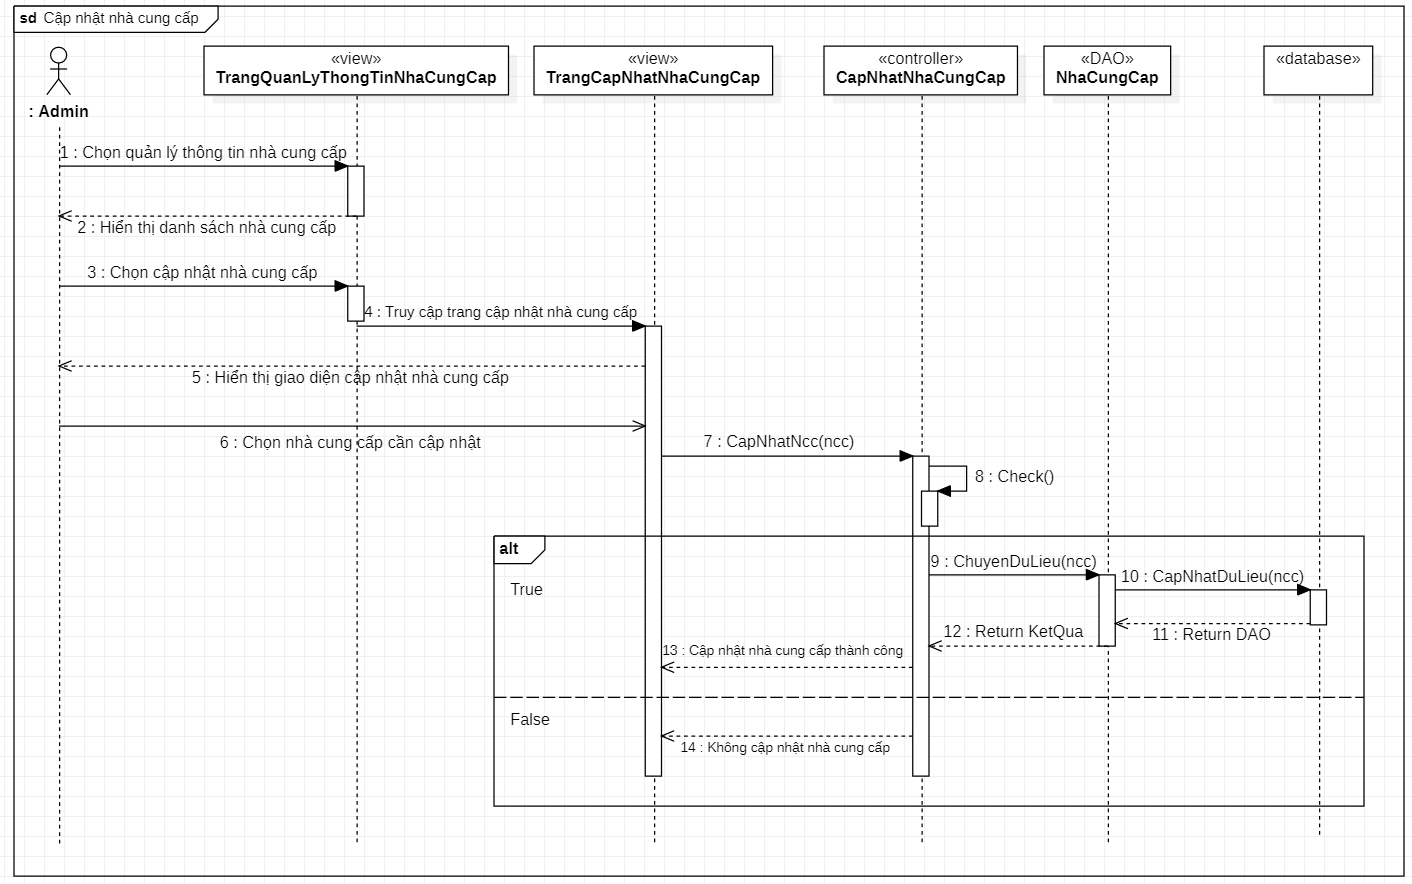 sd Cập nhật nhà cung cấp
: Admin
«view»
TrangQuanLyThongTinNhaCungCap
«view»
TrangCapNhatNhaCungCap
«controller»
CapNhatNhaCungCap
«DAO»
NhaCungCap
«database»
1 : Chọn quản lý thông tin nhà cung cấp
2 : Hiển thị danh sách nhà cung cấp
3 : Chọn cập nhật nhà cung cấp
4 : Truy cập trang cập nhật nhà cung cấp
5 : Hiển thị giao diện cập nhật nhà cung cấp
6 : Chọn nhà cung cấp cần cập nhật
7 : CapNhatNcc(ncc)
8 : Check()
alt
True
9 : ChuyenDuLieu(ncc)
10 : CapNhatDuLieu(ncc)
11 : Return DAO
12 : Return KetQua
13 : Cập nhật nhà cung cấp thành công
False
14 : Không cập nhật nhà cung cấp